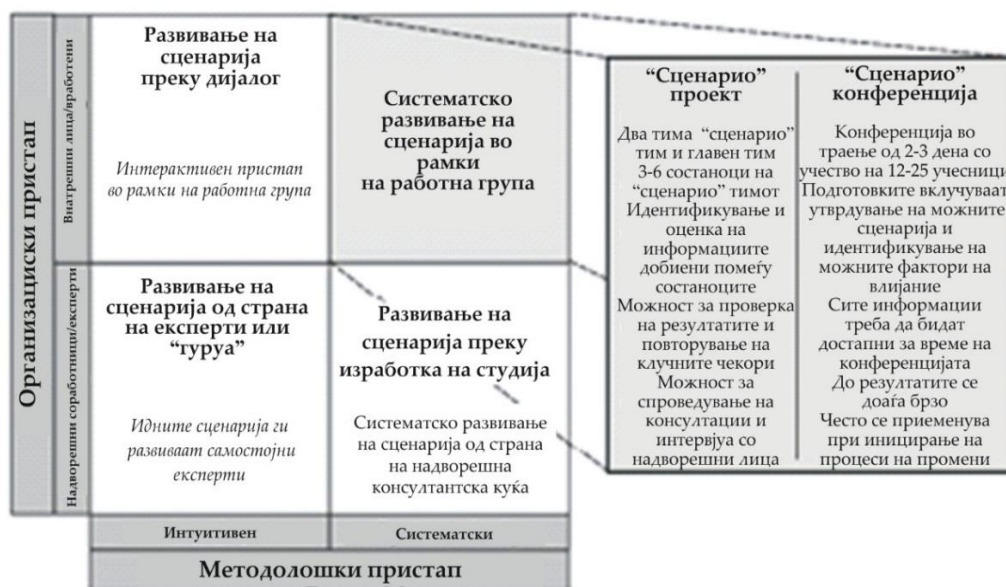 Организациски пристап
Внатрешни лица/вработени
Развивање на
сценарија
преку дијалог
Интерактивен пристап
во рамки на работна група
Систематско
развивање на
сценарија во
рамки
на работна група
Надворешни соработници/експерти
Развивање на
сценарија од страна
на експерти или
“гуруа”
Идните сценарија ги
развиваат самостојни
експерти
Развивање на
сценарија преку
изработка на студија
Систематско развивање
на сценарија од страна
на надворешна
консултантска куќа
Интуитивен
Систематски
Методолошки пристап
“Сценарио”
проект
Два тима “сценарио”
тим и главен тим
3-6 состаноци на
“сценарио” тимот
Идентификување и
оценка на
информациите
добиени помеѓу
состаноците
Можност за проверка
на резултатите и
повторување на
клучните чекори
Можност за
спроведување на
консултации и
интервјуа со
надворешни лица
“Сценарио”
конференција
Конференција во
траење од 2-3 дена со
учество на 12-25 учесници
Подготовките вклучуваат
утврдување на можните
сценарија и
идентификување на
можните фактори на
влијание
Сите информации
треба да бидат
достапни за време на
конференцијата
До резултатите се
доаѓа брзо
Често се приеменува
при иницирање на
процеси на промени